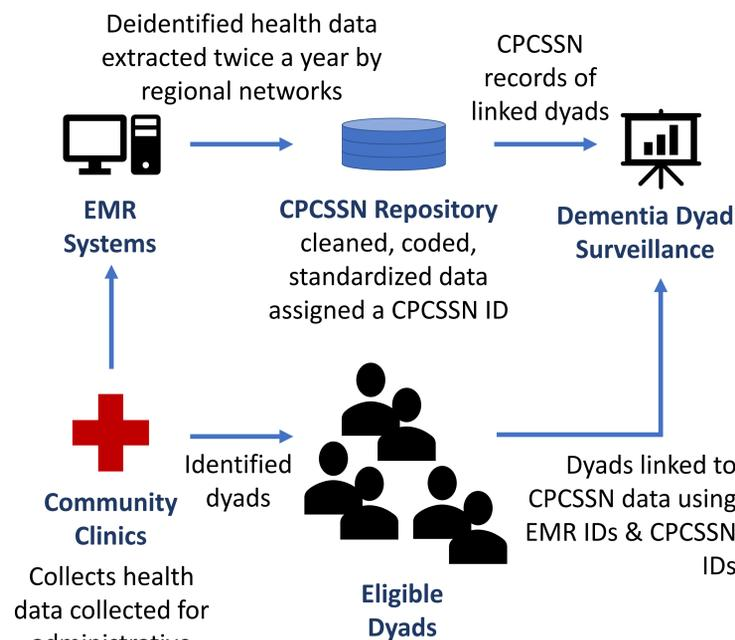 Deidentified health data
extracted twice a year by
regional networks
CPCSSN
records of
linked dyads
EMR
Systems
CPCSSN Repository
cleaned, coded,
standardized data
assigned a CPCSSN ID
Dementia Dyad
Surveillance
Identified
dyads
Community
Clinics
Collects health
data collected for
administrative
Eligible
Dyads
Dyads linked to
CPCSSN data using
EMR IDs & CPCSSN
IDs